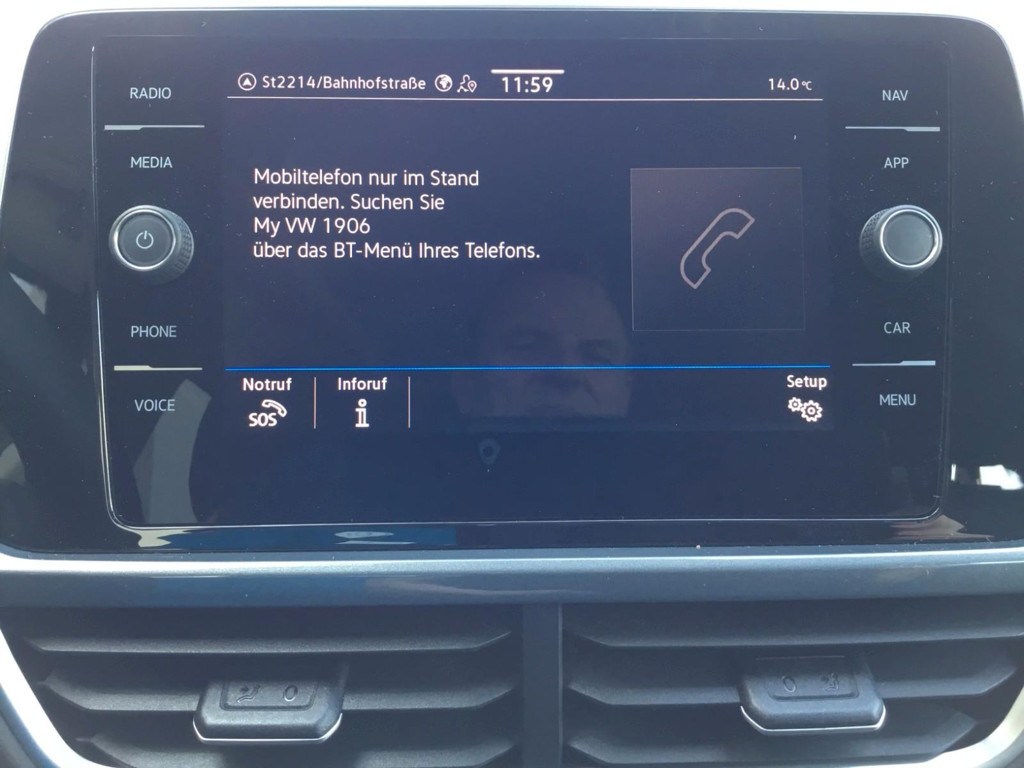 St2214/Bahnhofstraße 11:59 14.0°C
RADIO
MEDIA
PHONE
VOICE
Mobiltelefon nur im Stand
verbinden. Suchen Sie
My VW 1906
über das BT-Menü Ihres Telefons.
Notruf Inforuf Setup
SOS
NAV
APP
CAR
MENU